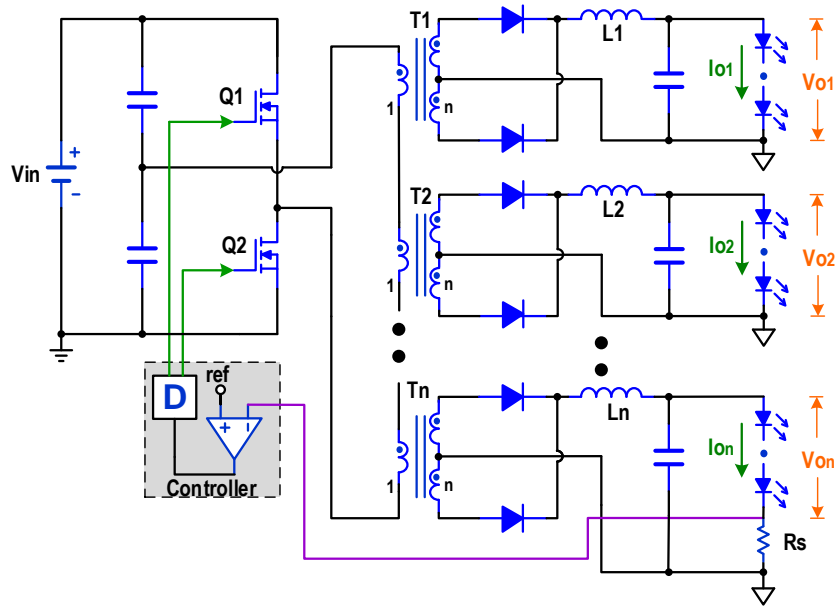 T1
L1
Io1
Vo1
1
n
Q1
Vin
+
-
T2
L2
Io2
Vo2
1
n
Q2
ref
D
+
-
Controller
Tn
Ln
Ion
Von
1
n
Rs